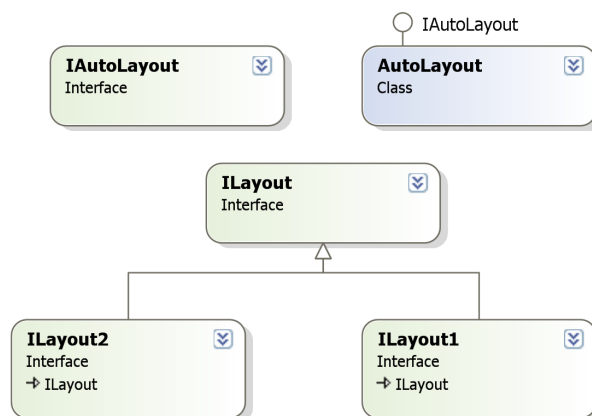 IAutoLayout
IAutoLayout
Interface
AutoLayout
Class
ILayout
Interface
ILayout2
Interface
ILayout
ILayout1
Interface
ILayout